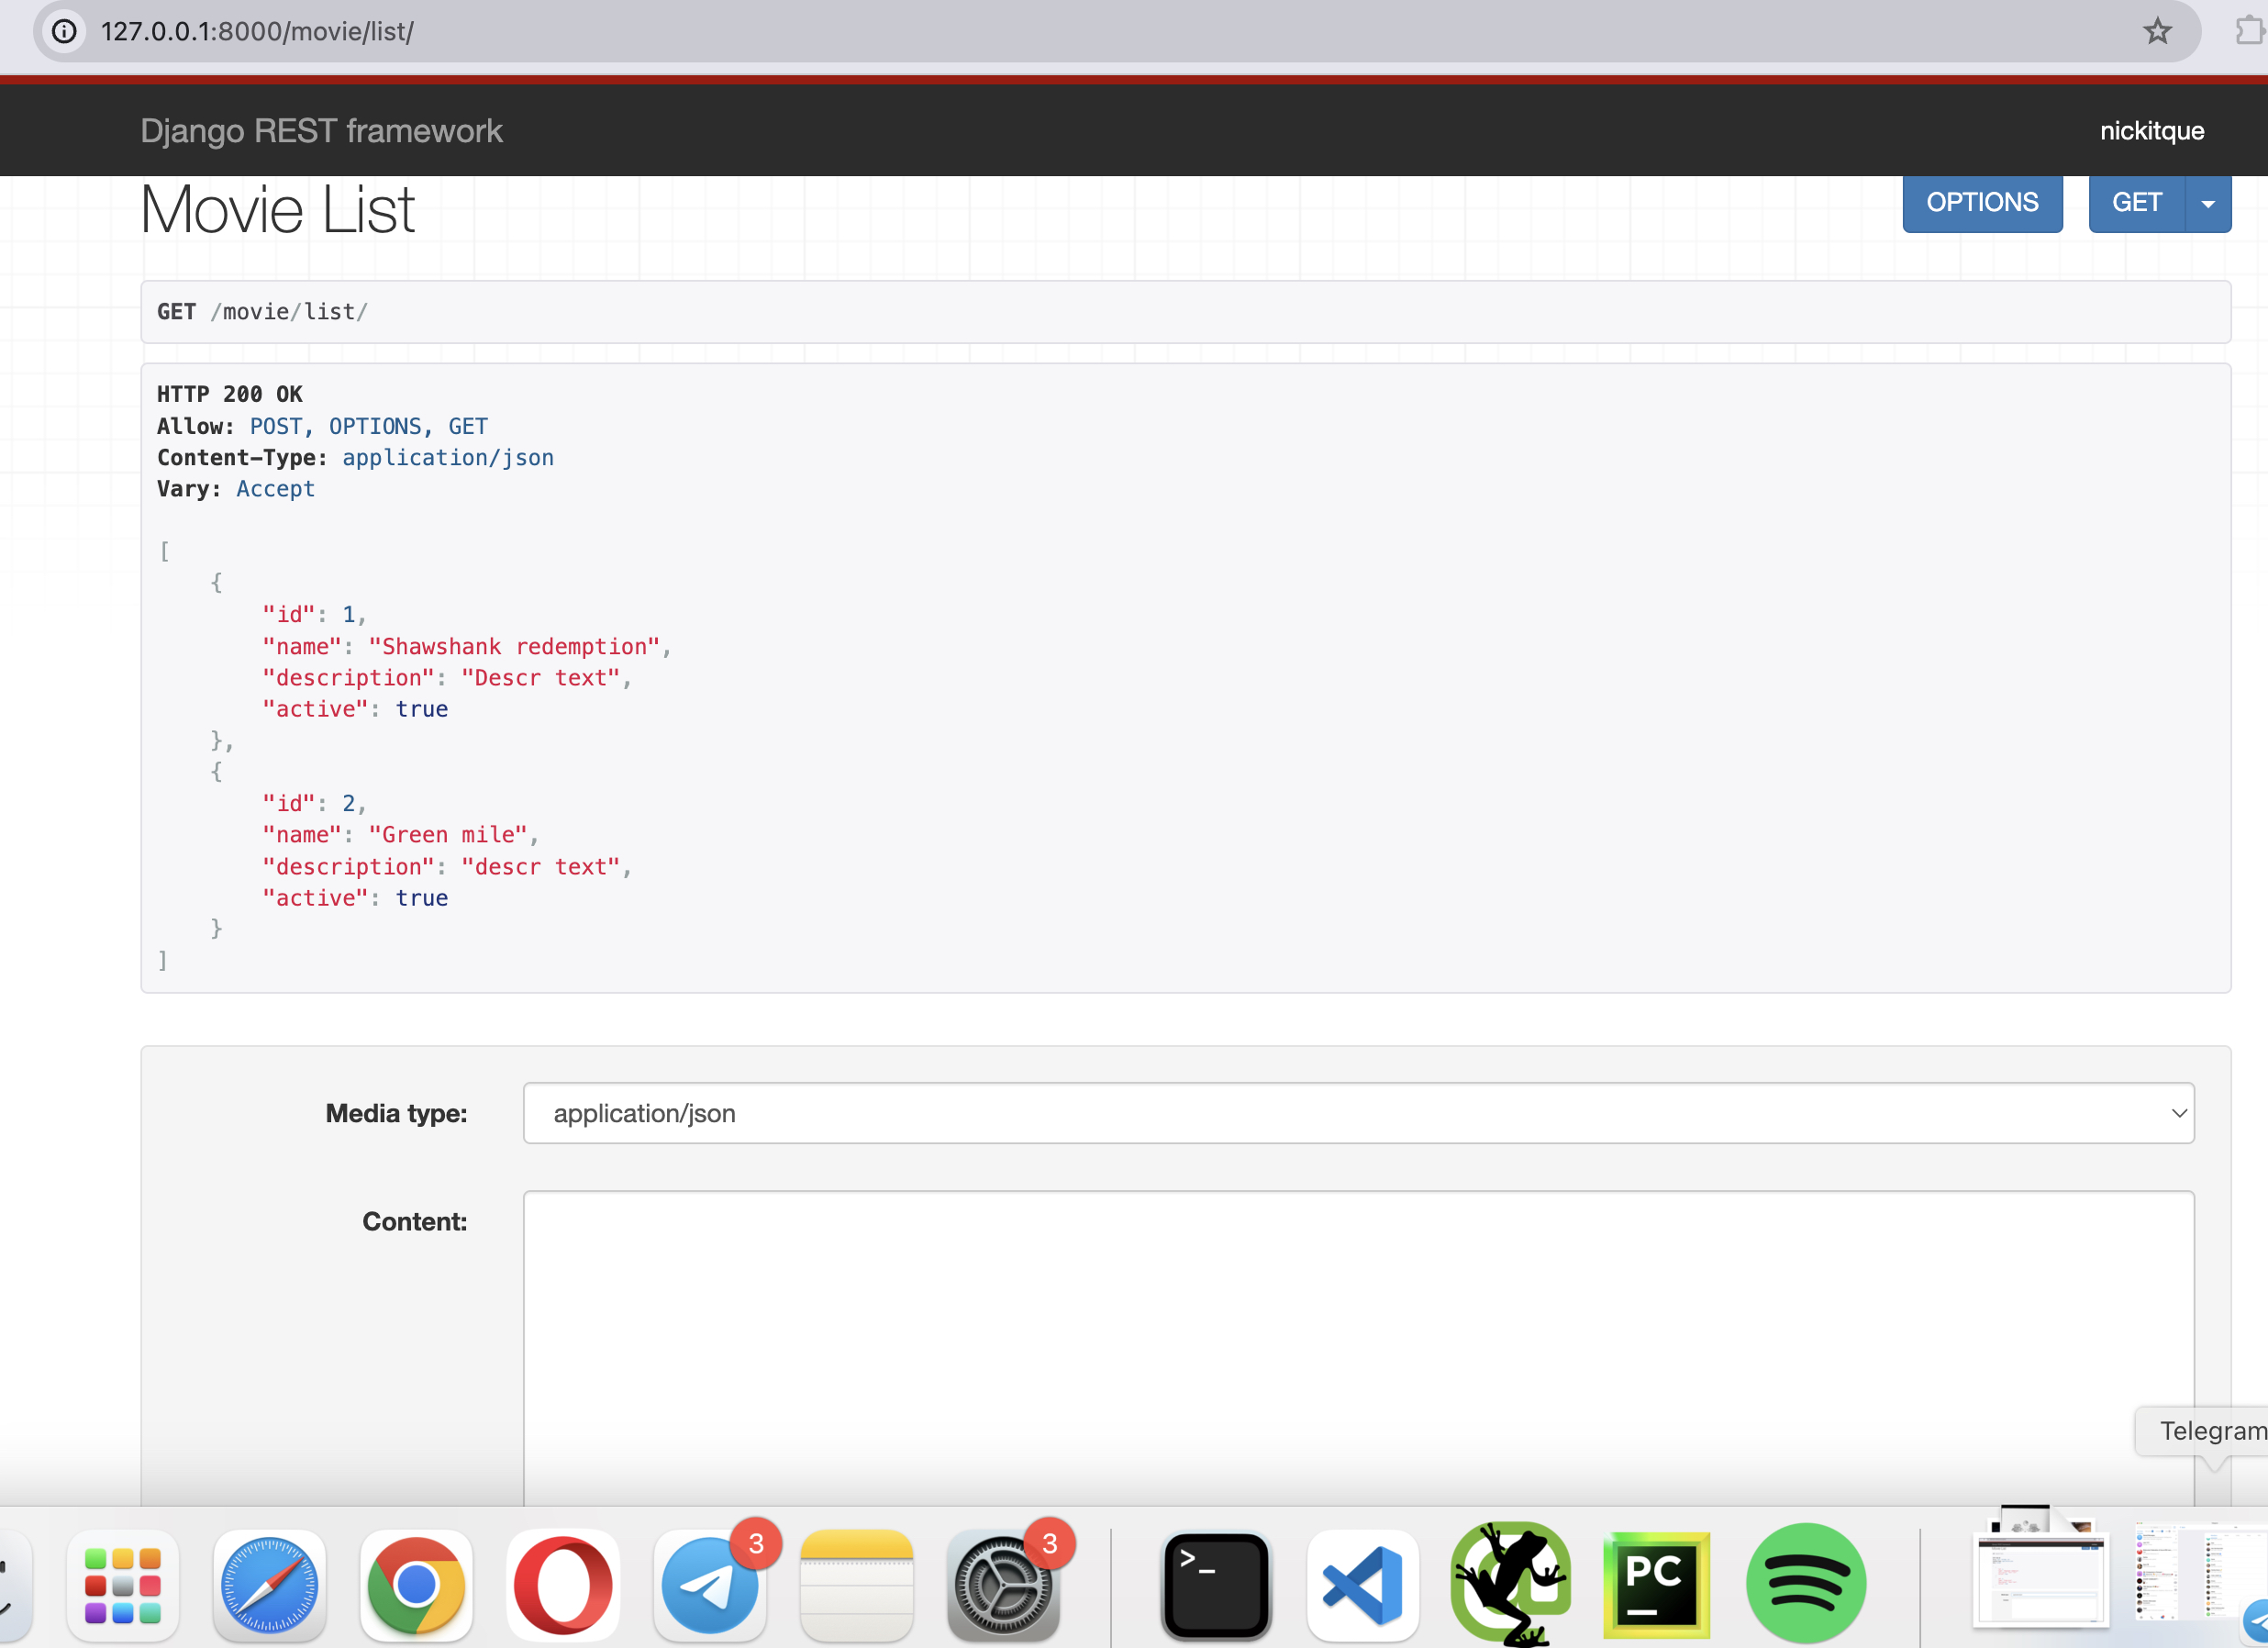 127.0.0.1:8000/movie/list/
Django REST framework
nickitque
Movie List
OPTIONS
GET
GET /movie/list/
HTTP 200 OK
Allow: POST, OPTIONS, GET
Content-Type: application/json
Vary: Accept
[
    {
        "id": 1,
        "name": "Shawshank redemption",
        "description": "Descr text",
        "active": true
    },
    {
        "id": 2,
        "name": "Green mile",
        "description": "descr text",
        "active": true
    }
]
Media type:
application/json
Content:
Telegram
3
3
>_
PC